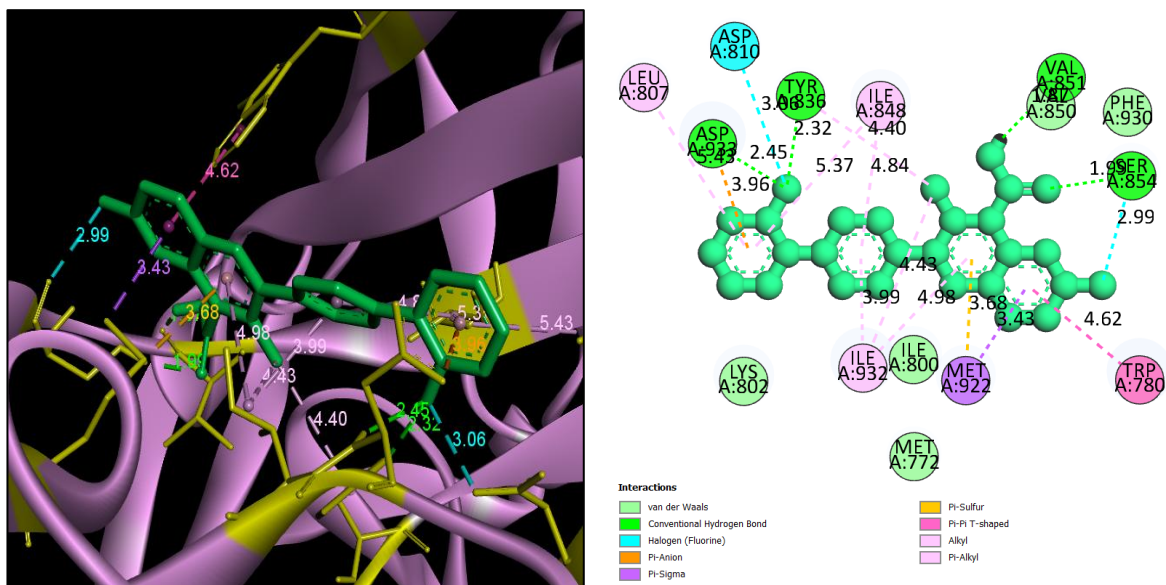 4.62
2.99
3.43
3.68
4.98
3.99
4.43
4.40
5.43
2.45
2.32
3.06
ASP
A:810
LEU
A:807
TYR
A:836
ILE
A:848
VAL
A:851
A:850
PHE
A:930
ASP
A:933
SER
A:854
3.06
2.32
4.40
5.43
2.45
5.37
4.84
3.96
2.99
4.43
3.99
4.98
3.68
3.43
4.62
LYS
A:802
ILE
A:932
ILE
A:800
MET
A:922
TRP
A:780
MET
A:772
Interactions
van der Waals
Conventional Hydrogen Bond
Halogen (Fluorine)
Pi-Anion
Pi-Sigma
Pi-Sulfur
Pi-Pi T-shaped
Alkyl
Pi-Alkyl